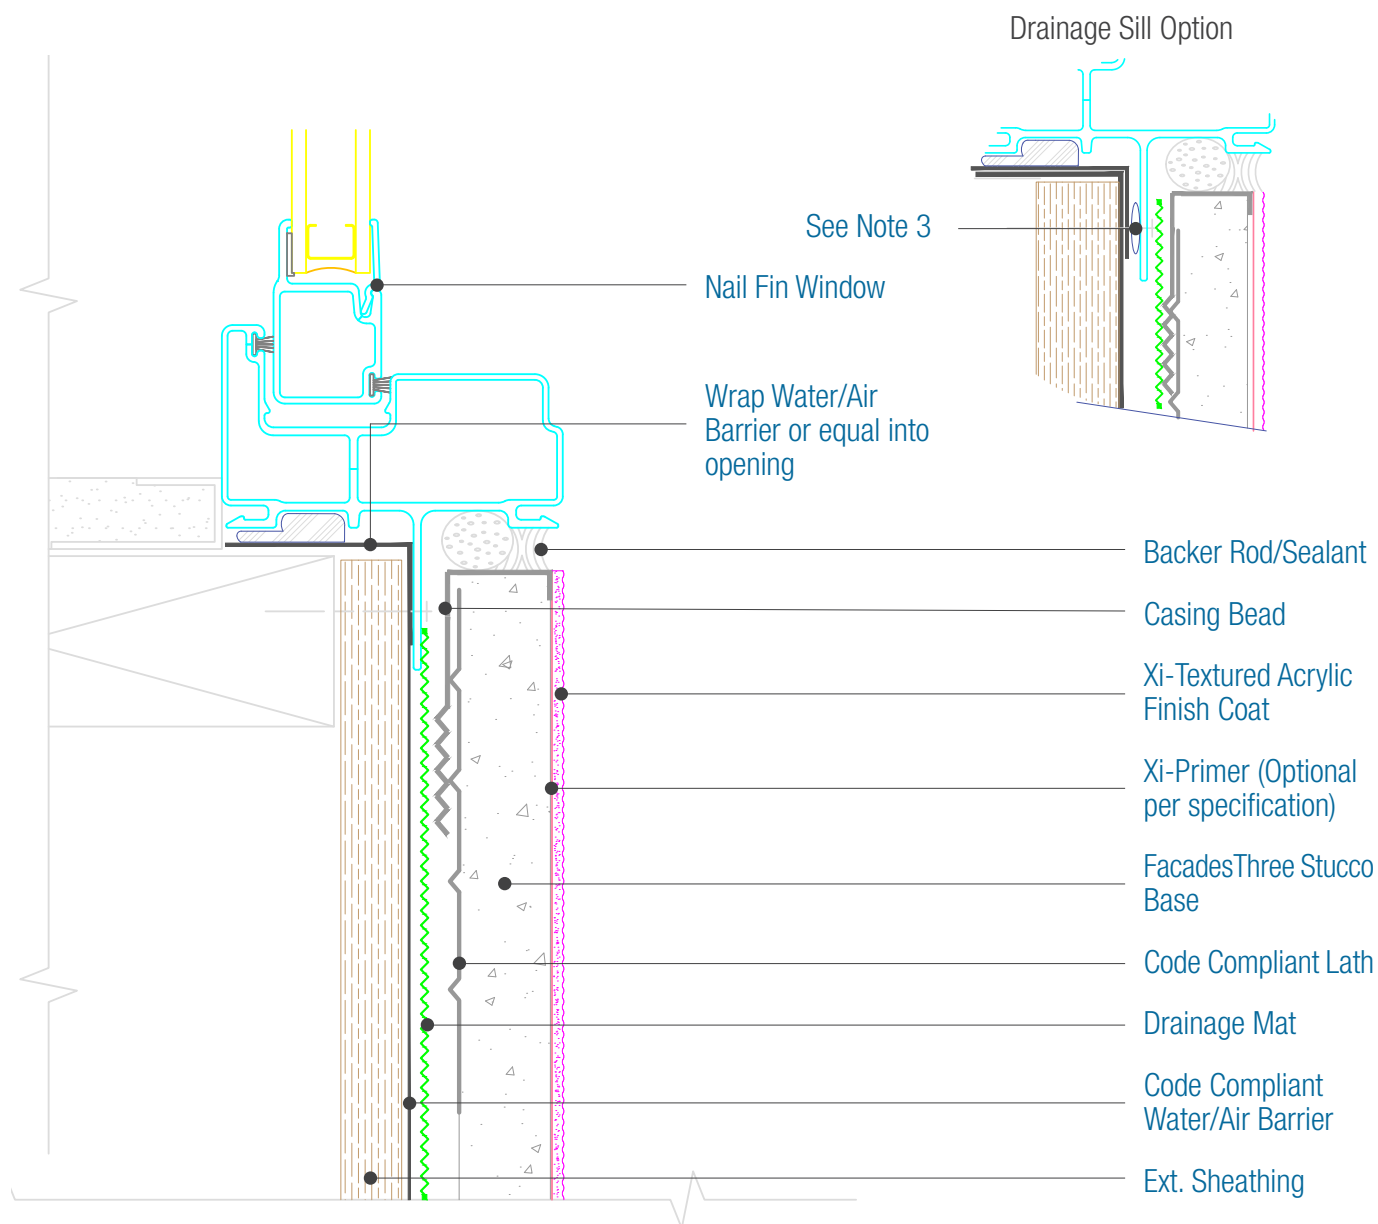 Drainage Sill Option
See Note 3
Nail Fin Window
Wrap Water/Air
Barrier or equal into
opening
Backer Rod/Sealant
Casing Bead
Xi-Textured Acrylic
Finish Coat
Xi-Primer (Optional
per specification)
FacadesThree Stucco
Base
Code Compliant Lath
Drainage Mat
Code Compliant
Water/Air Barrier
Ext. Sheathing